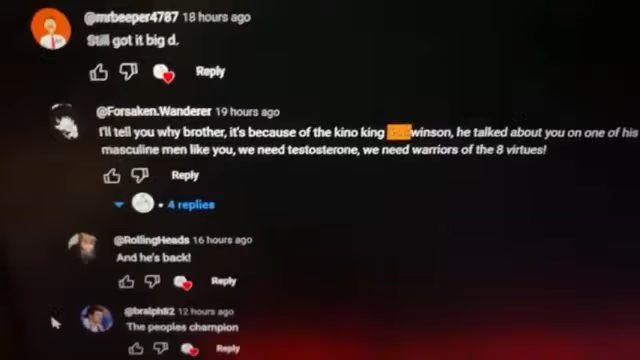 @mrbeeper4787 18 hours ago
Still got it big d.
Reply
@Forsaken.Wanderer 19 hours ago
I'll tell you why brother, it's because of the kino king winson, he talked about you on one of his
masculine men like you, we need testosterone, we need warriors of the 8 virtues!
Reply
4 replies
@RollingHeads 16 hours ago
And he's back!
Reply
@bralph82 12 hours ago
The peoples champion
Reply